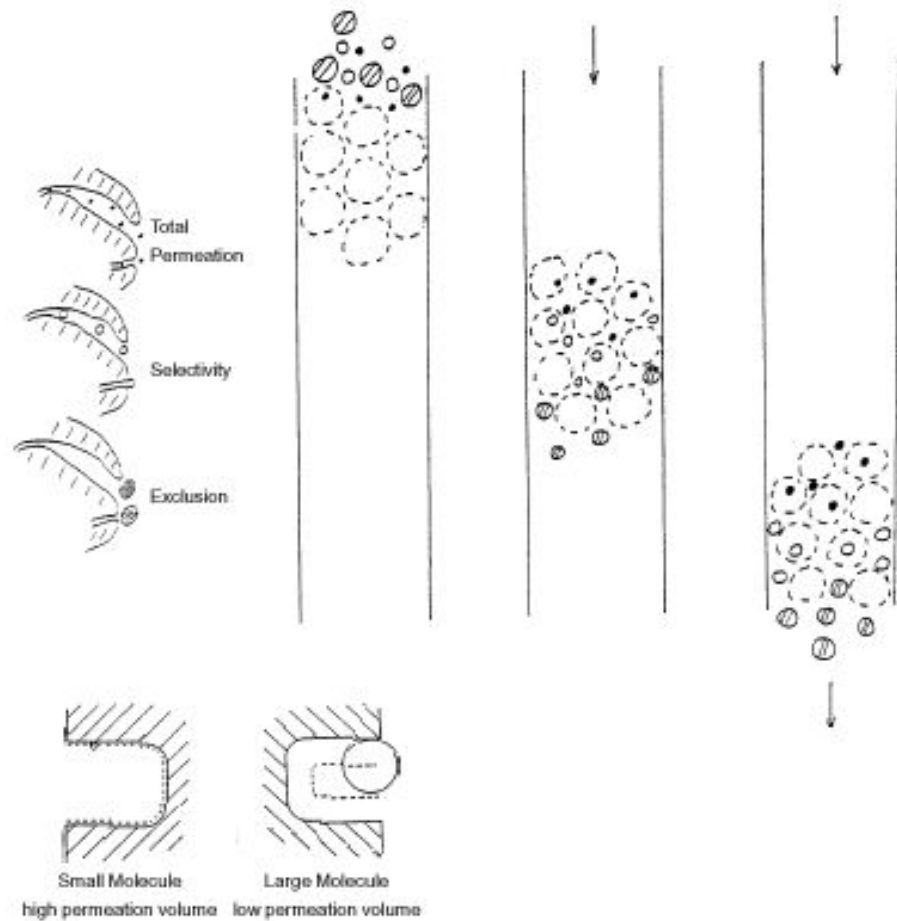 Total
Permeation
Selectivity
Exclusion
Small Molecule
high permeation volume
Large Molecule
low permeation volume